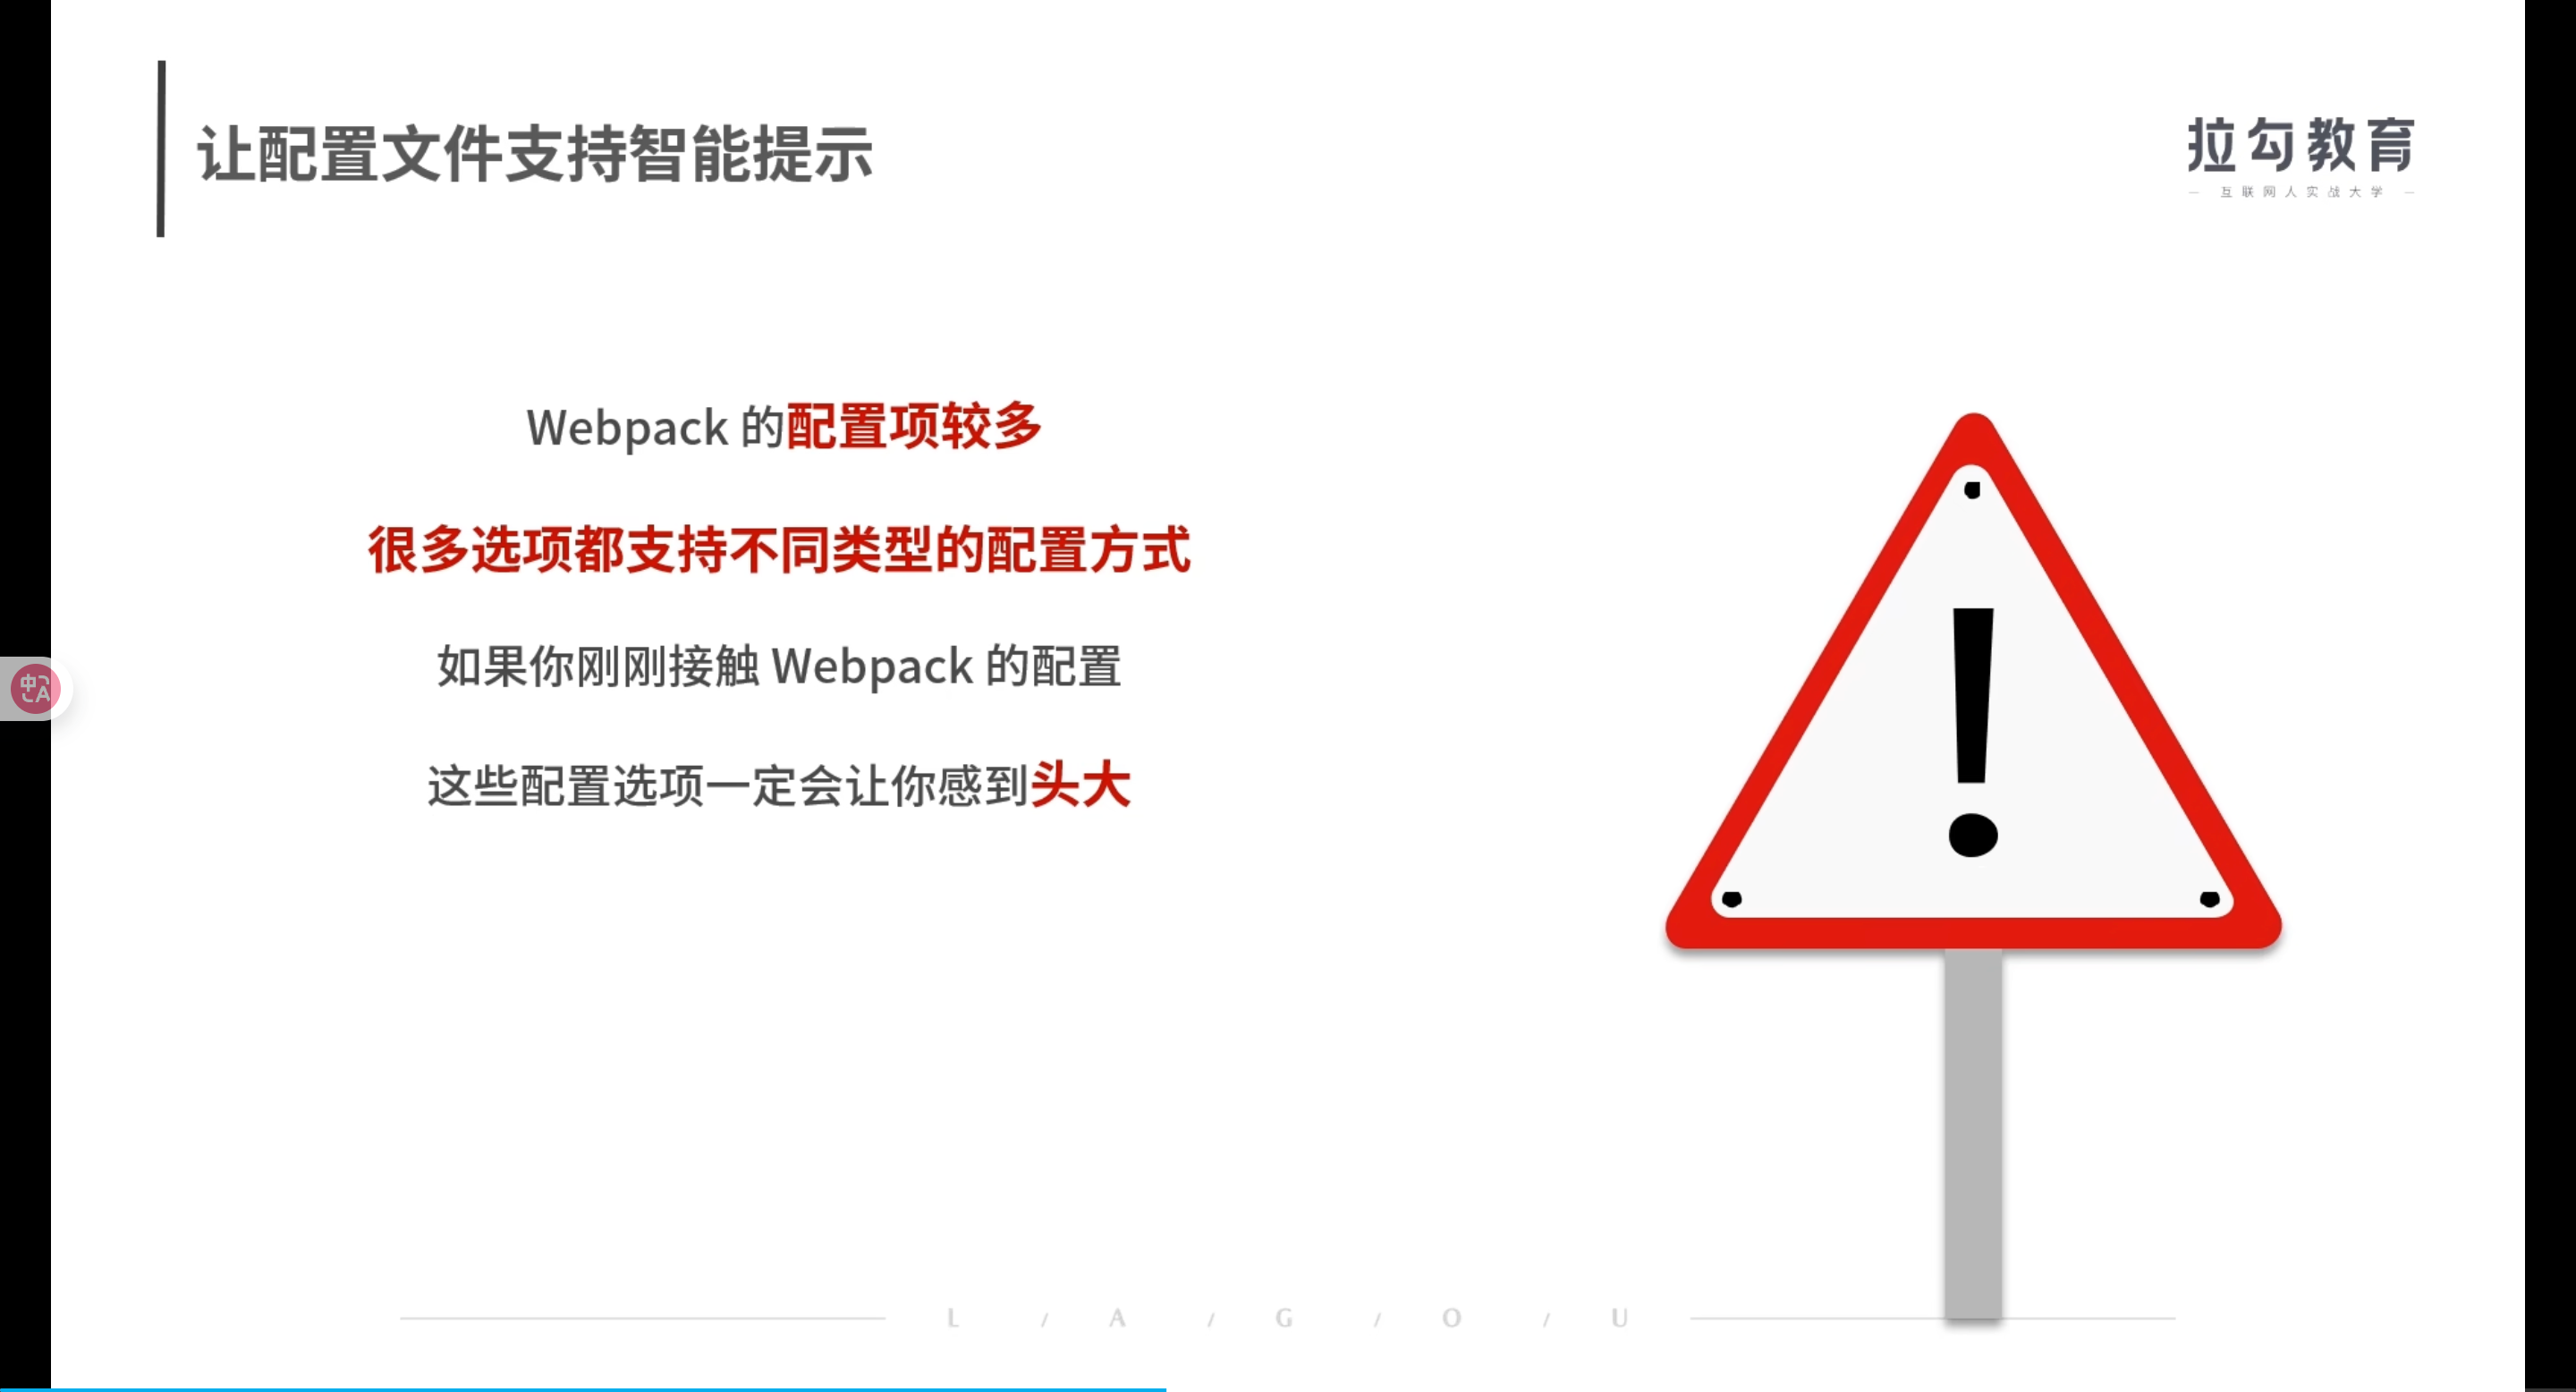 让配置文件支持智能提示
拉勾教育
— 互联网人实战大学 —
Webpack 的配置项较多
很多选项都支持不同类型的配置方式
如果你刚刚接触 Webpack 的配置
这些配置选项一定会让你感到头大
!
中A
L / A / G / O / U